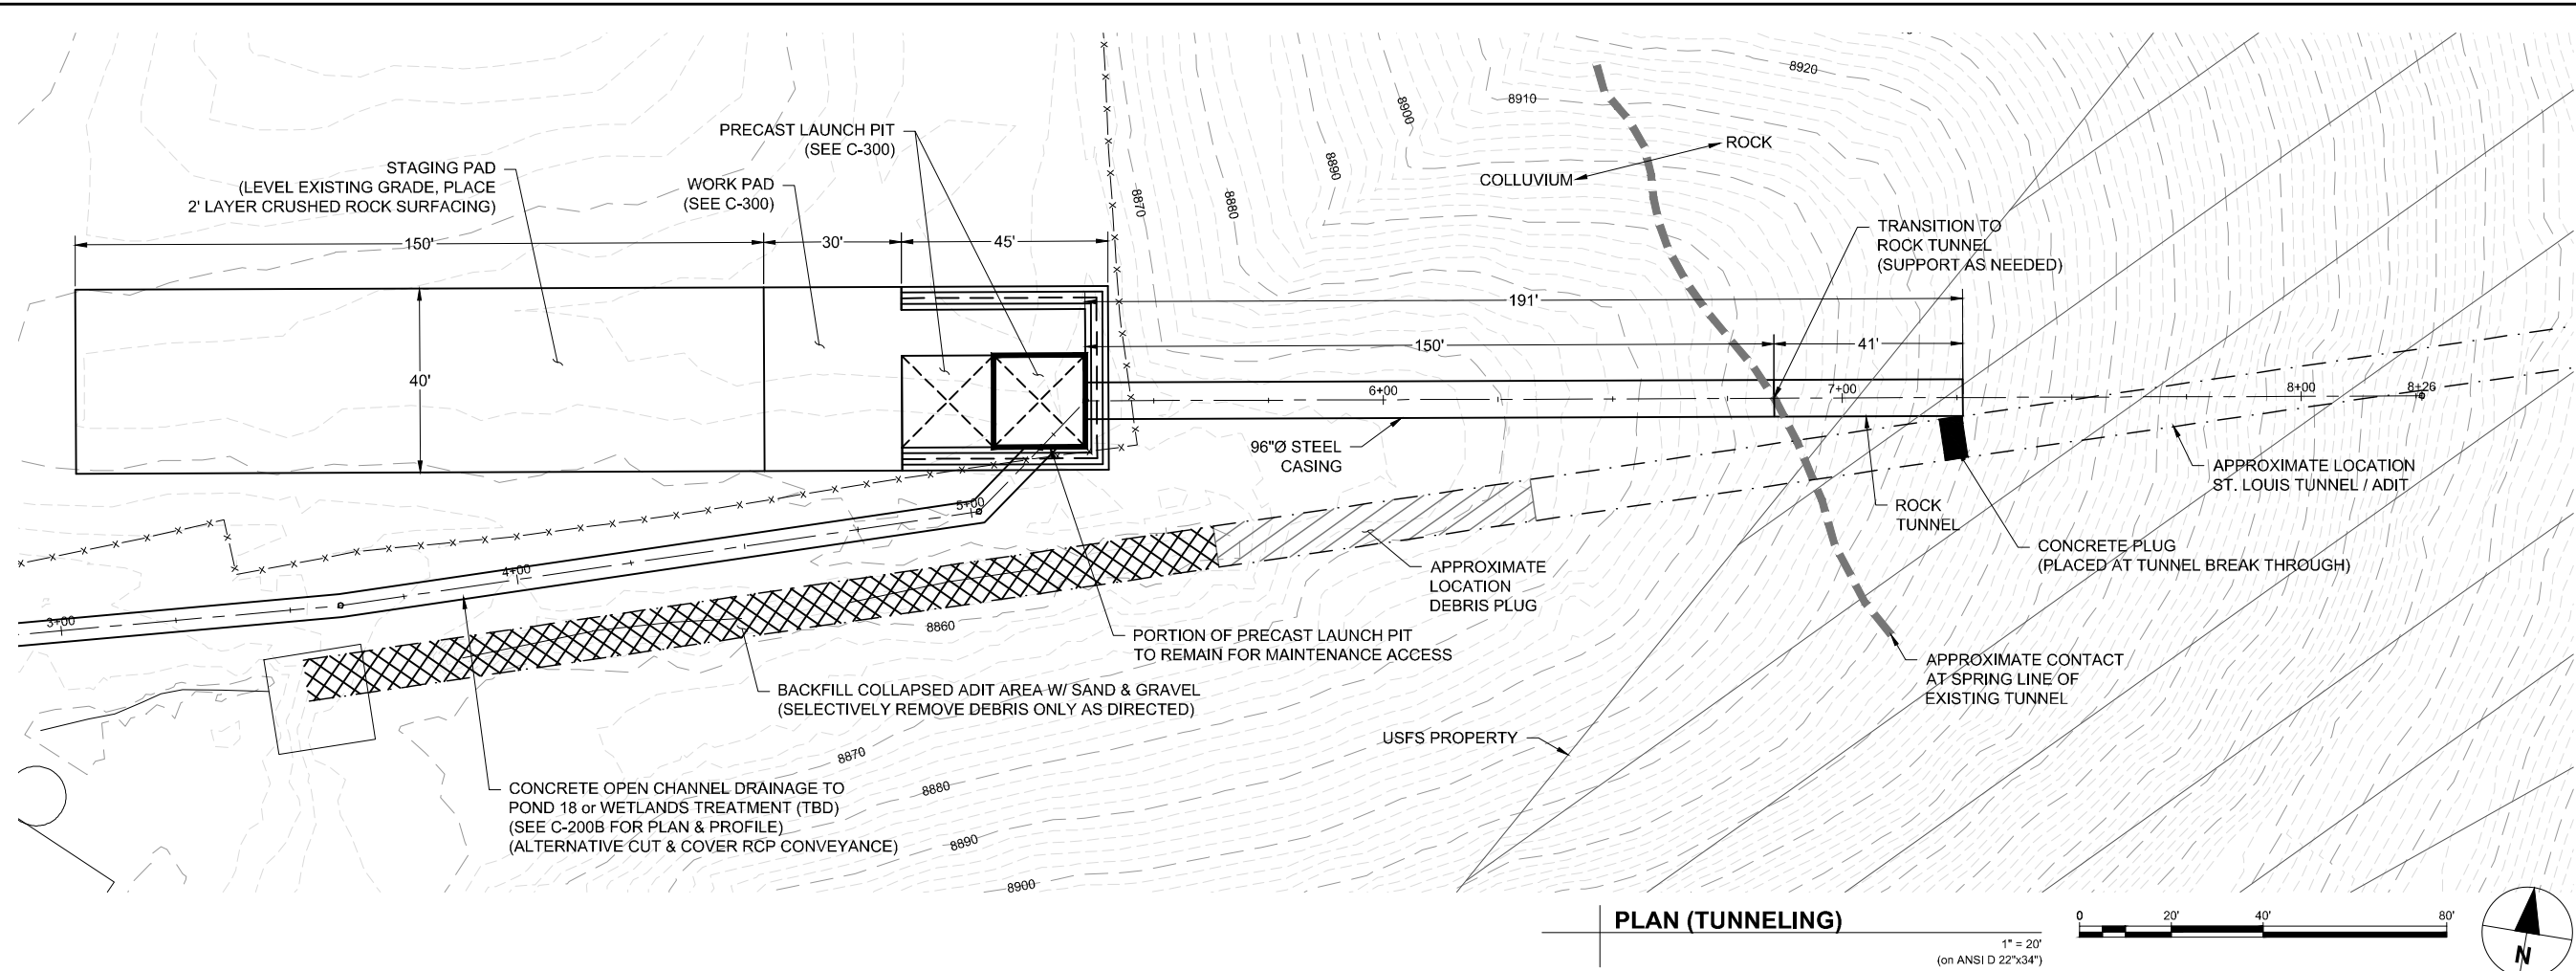 8920
8910
8900
8890
8880
8870
PRECAST LAUNCH PIT
(SEE C-300)
ROCK
COLLUVIUM
STAGING PAD
(LEVEL EXISTING GRADE, PLACE
2' LAYER CRUSHED ROCK SURFACING)
WORK PAD
(SEE C-300)
TRANSITION TO
ROCK TUNNEL
(SUPPORT AS NEEDED)
150'
30'
45'
191'
150'
41'
40'
6+00
7+00
8+00
8+26
96"Ø STEEL
CASING
APPROXIMATE LOCATION
ST. LOUIS TUNNEL / ADIT
ROCK
TUNNEL
5+00
4+00
3+00
CONCRETE PLUG
(PLACED AT TUNNEL BREAK THROUGH)
APPROXIMATE
LOCATION
DEBRIS PLUG
8860
PORTION OF PRECAST LAUNCH PIT
TO REMAIN FOR MAINTENANCE ACCESS
APPROXIMATE CONTACT
AT SPRING LINE OF
EXISTING TUNNEL
BACKFILL COLLAPSED ADIT AREA W/ SAND & GRAVEL
(SELECTIVELY REMOVE DEBRIS ONLY AS DIRECTED)
USFS PROPERTY
8870
8880
8890
8900
CONCRETE OPEN CHANNEL DRAINAGE TO
POND 18 or WETLANDS TREATMENT (TBD)
(SEE C-200B FOR PLAN & PROFILE)
(ALTERNATIVE CUT & COVER RCP CONVEYANCE)
PLAN (TUNNELING)
1" = 20'
(on ANSI D 22"x34")
0 20' 40' 80'
N